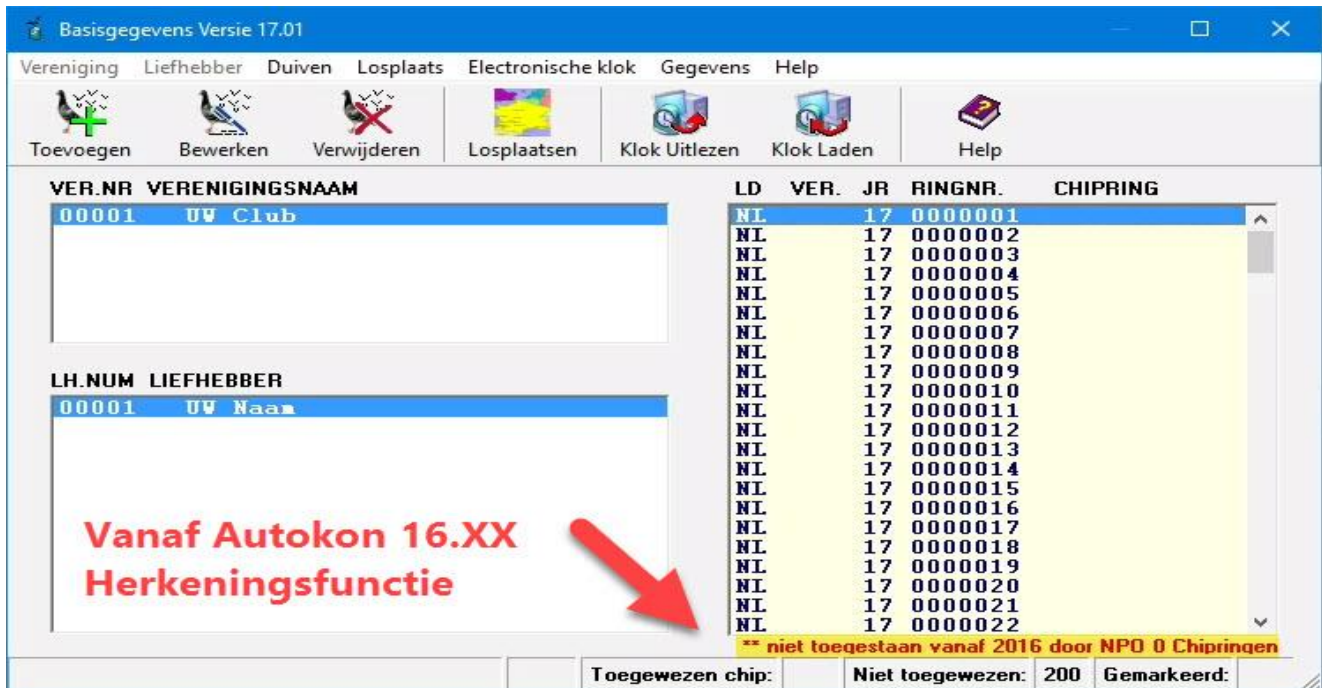 Basisgegevens Versie 17.01
Vereniging Liefhebber Duiven Losplaats Electronische klok Gegevens Help
Toevoegen Bewerken Verwijderen Losplaatsen Klok Uitlezen Klok Laden Help
VER.NR VERENIGINGSNAAM
00001 UW Club
LH.NUM LIEFHEBBER
00001 UW Naam
Vanaf Autokon 16.XX
Herkeningsfunctie
LD VER. JR RINGNR. CHIPRING
NL 17 0000001
NL 17 0000002
NL 17 0000003
NL 17 0000004
NL 17 0000005
NL 17 0000006
NL 17 0000007
NL 17 0000008
NL 17 0000009
NL 17 0000010
NL 17 0000011
NL 17 0000012
NL 17 0000013
NL 17 0000014
NL 17 0000015
NL 17 0000016
NL 17 0000017
NL 17 0000018
NL 17 0000019
NL 17 0000020
NL 17 0000021
NL 17 0000022
** niet toegestaan vanaf 2016 door NPO 0 Chipringen
Toegewezen chip: Niet toegewezen: 200 Gemarkeerd: